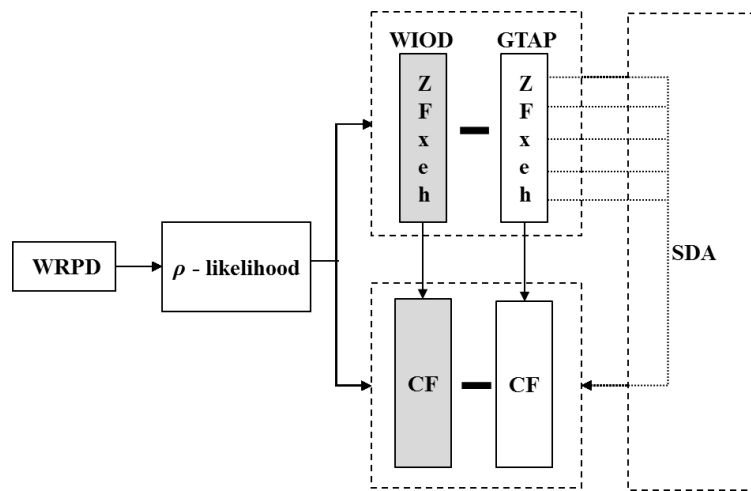 WIOD GTAP
Z Z
F F
x x
e e
h h
WRPD
ρ - likelihood
SDA
CF CF